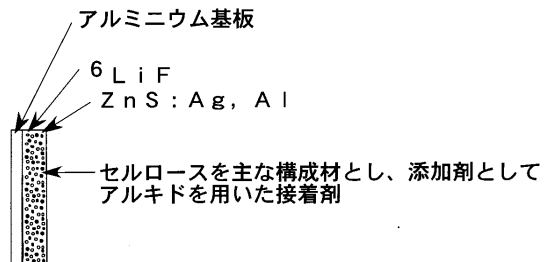 アルミニウム基板
⁶LiF
ZnS:Ag, Al
セルロースを主な構成材とし、添加剤として
アルキドを用いた接着剤